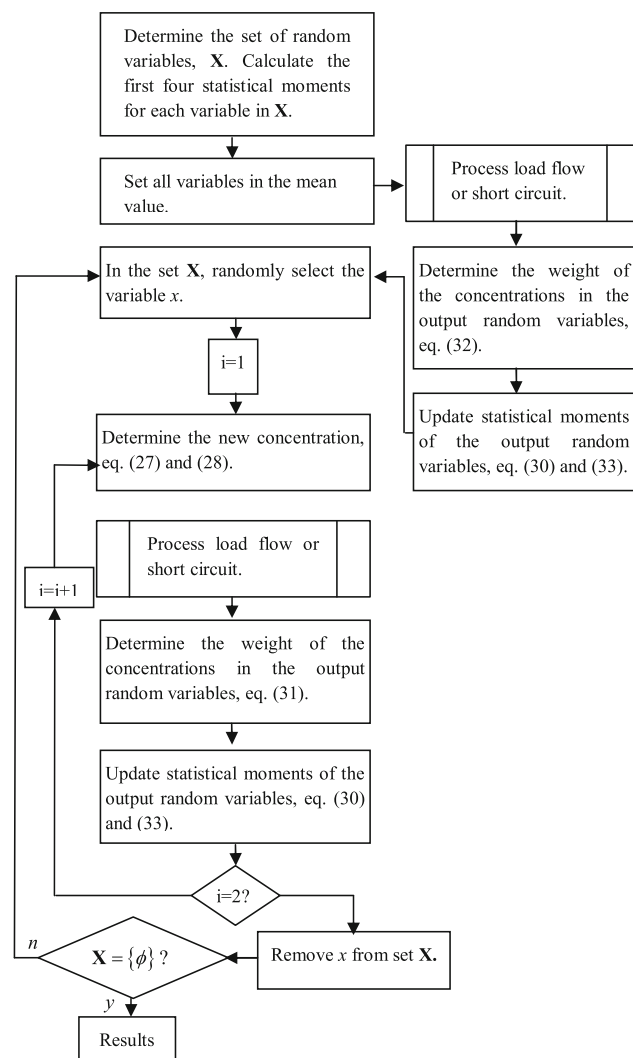 Determine the set of random
variables, X. Calculate the
first four statistical moments
for each variable in X.
Set all variables in the mean
value.
Process load flow
or short circuit.
Determine the weight of
the concentrations in the
output random variables,
eq. (32).
Update statistical moments
of the output random
variables, eq. (30) and (33).
In the set X, randomly select the
variable x.
i=1
Determine the new concentration,
eq. (27) and (28).
Process load flow or
short circuit.
i=i+1
Determine the weight of the
concentrations in the output
random variables, eq. (31).
Update statistical moments of the
output random variables, eq. (30)
and (33).
i=2?
Remove x from set X.
n
X = {ϕ} ?
y
Results